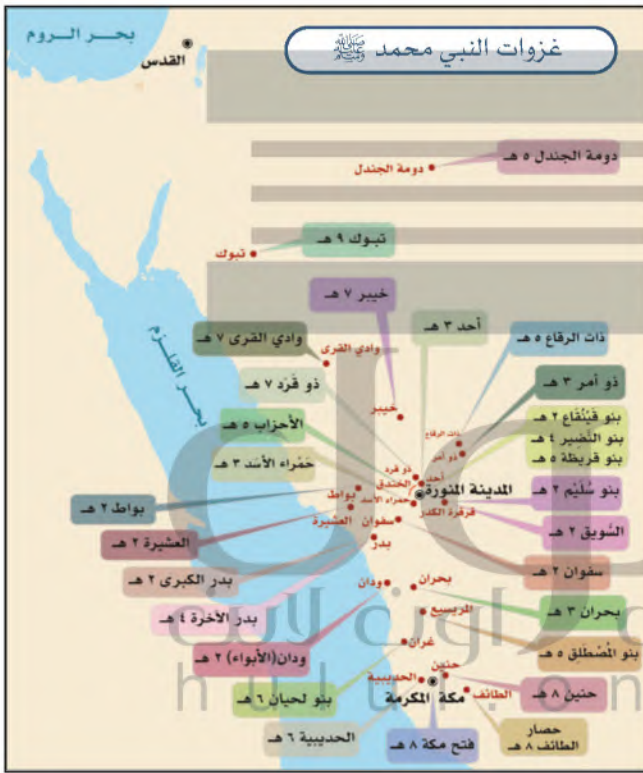 غزوات النبي محمد ﷺ
بحر الروم
القدس
دومة الجندل ٥ هـ
دومة الجندل
تبوك ٩ هـ
تبوك
خيبر ٧ هـ
أحد ٣ هـ
ذات الرقاع ٥ هـ
وادي القرى ٧ هـ
وادي القرى
بحر القلزم
ذو قَرَد ٧ هـ
ذو أمر ٣ هـ
خيبر
الأحزاب ٥ هـ
بنو قَيْنُقَاع ٢ هـ
بنو النَّضِير ٤ هـ
بنو قريظة ٥ هـ
ذات الرقاع
ذو أمر
حَمْراء الأسَد ٣ هـ
ذو قرد
أحد
الخندق
المدينة المنورة
بنو سُلَيْم ٢ هـ
بواط
حمراء الأسد
قرقرة الكدر
بواط ٢ هـ
العشيرة
سفوان
السَّويق ٢ هـ
العشيرة ٢ هـ
بدر
بدر الكبرى ٢ هـ
سفوان ٢ هـ
ودان
بحران
بدر الآخرة ٤ هـ
بحران ٣ هـ
المريسيع
ودان(الأبواء) ٢ هـ
غران
بنو المُصْطَلِق ٥ هـ
حنين
بنو لحيان ٦ هـ
الحديبية
الطائف
حنين ٨ هـ
مكة المكرمة
الحديبية ٦ هـ
فتح مكة ٨ هـ
حصار
الطائف ٨ هـ